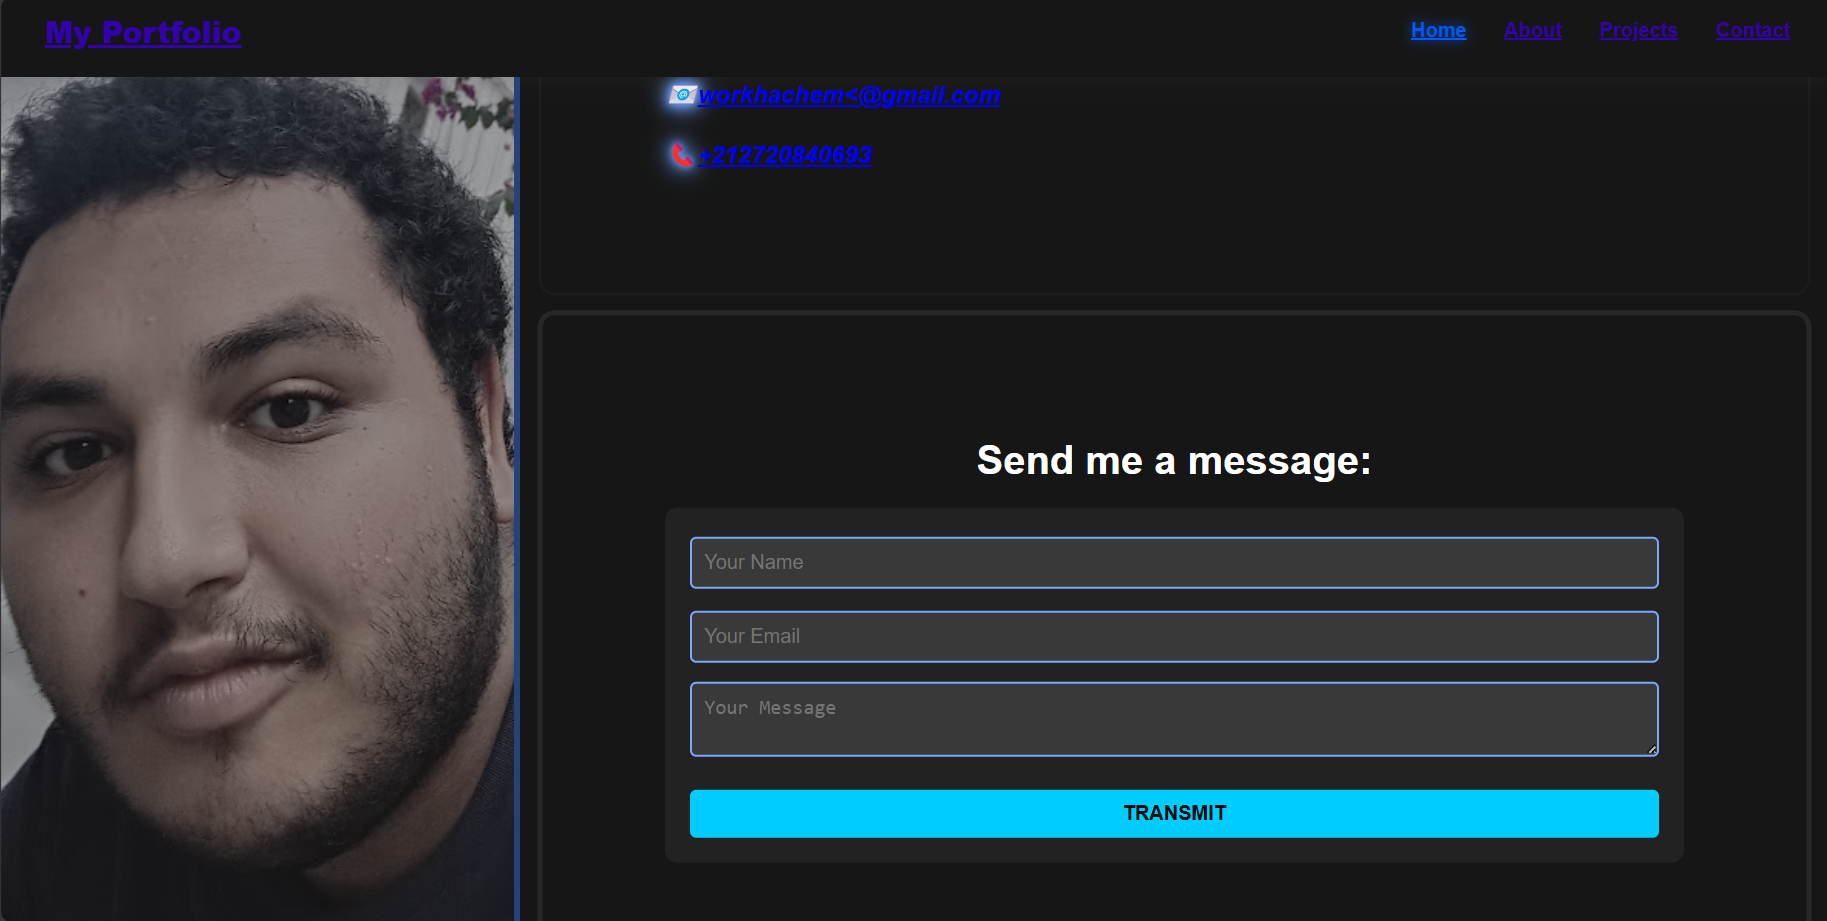 My Portfolio
Home About Projects Contact
workhachem<@gmail.com
+212720840693
Send me a message:
Your Name
Your Email
Your Message
TRANSMIT